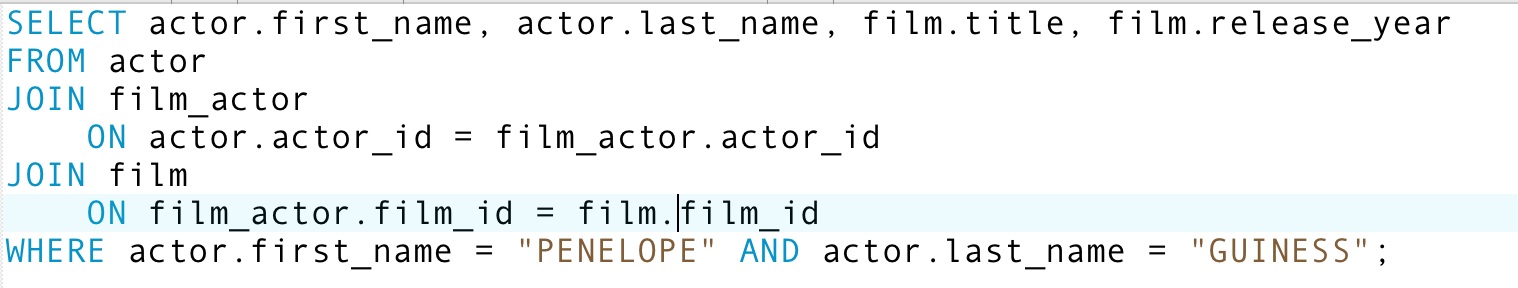 SELECT actor.first_name, actor.last_name, film.title, film.release_year
FROM actor
JOIN film_actor
    ON actor.actor_id = film_actor.actor_id
JOIN film
    ON film_actor.film_id = film.film_id
WHERE actor.first_name = "PENELOPE" AND actor.last_name = "GUINESS";